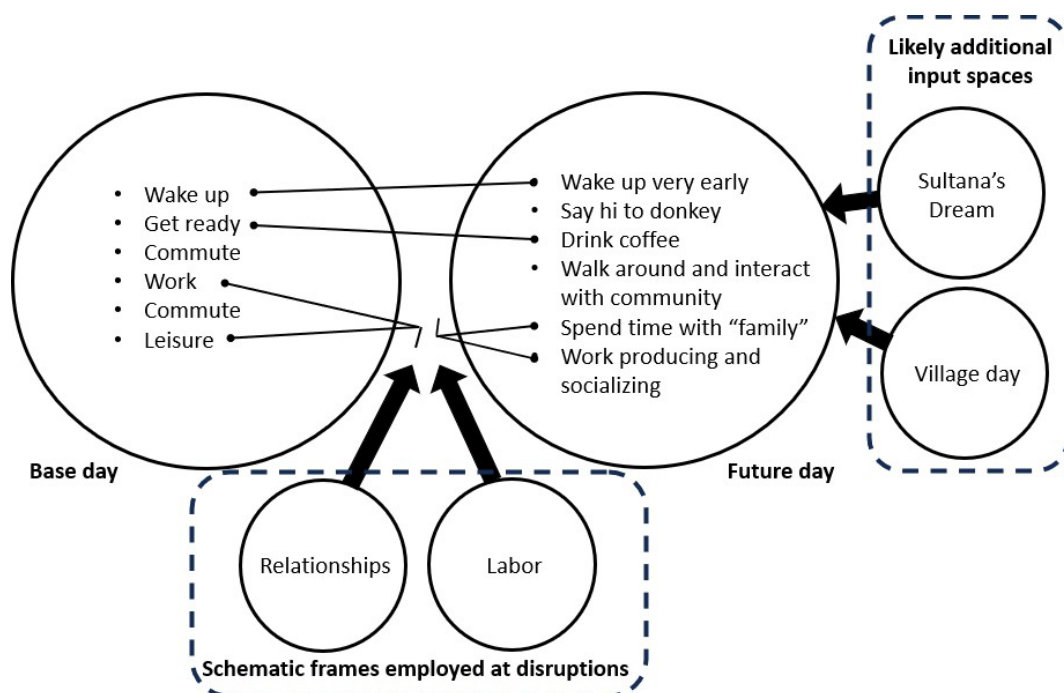 Likely additional
input spaces
Sultana's
Dream
Village day
• Wake up
• Get ready
• Commute
• Work
• Commute
• Leisure
Base day
• Wake up very early
• Say hi to donkey
• Drink coffee
• Walk around and interact
with community
• Spend time with “family”
• Work producing and
socializing
Future day
Relationships
Labor
Schematic frames employed at disruptions